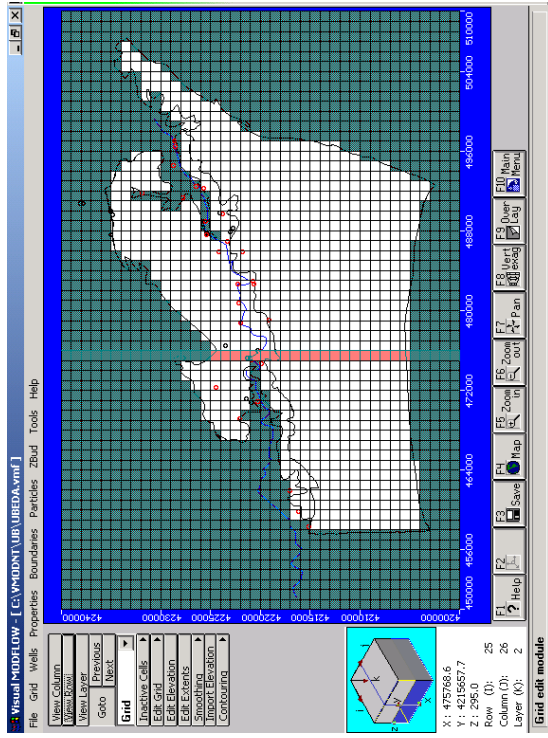 Visual MODFLOW - [ C:\VMODNT\UB\UBEDA.vmf ]
File Grid Wells Properties Boundaries Particles ZBud Tools Help
View Column
View Row
View Layer
Goto Previous
Next
Grid
Inactive Cells
Edit Grid
Edit Elevation
Edit Extents
Smoothing
Import Elevation
Contouring
X: 475768.6
Y: 4215657.7
Z: 295.0
Row (I): 25
Column (J): 26
Layer (K): 2
4240000
4230000
4225000
4220000
4215000
4210000
4200000
450000 456000 464000 472000 480000 488000 496000 504000 510000
F1 ? Help
F2
F3 Save
F4 Map
F5 Zoom in
F6 Zoom out
F7 Pan
F8 Vert exag
F9 Over Lay
F10 Main Menu
Grid edit module